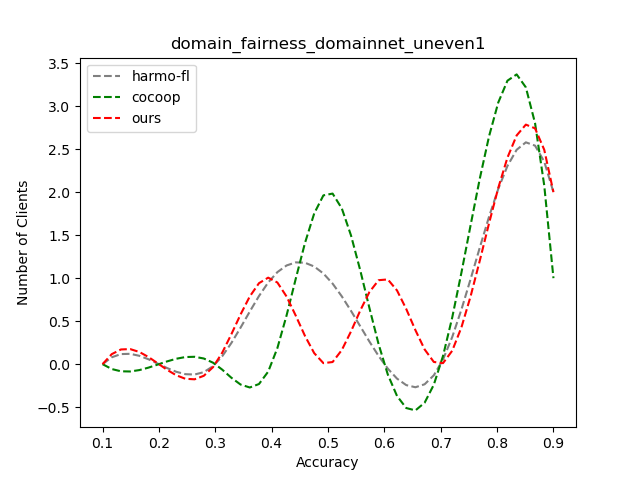 domain_fairness_domainnet_uneven1
harmo-fl
cocoop
ours
Number of Clients
3.5
3.0
2.5
2.0
1.5
1.0
0.5
0.0
−0.5
0.1 0.2 0.3 0.4 0.5 0.6 0.7 0.8 0.9
Accuracy